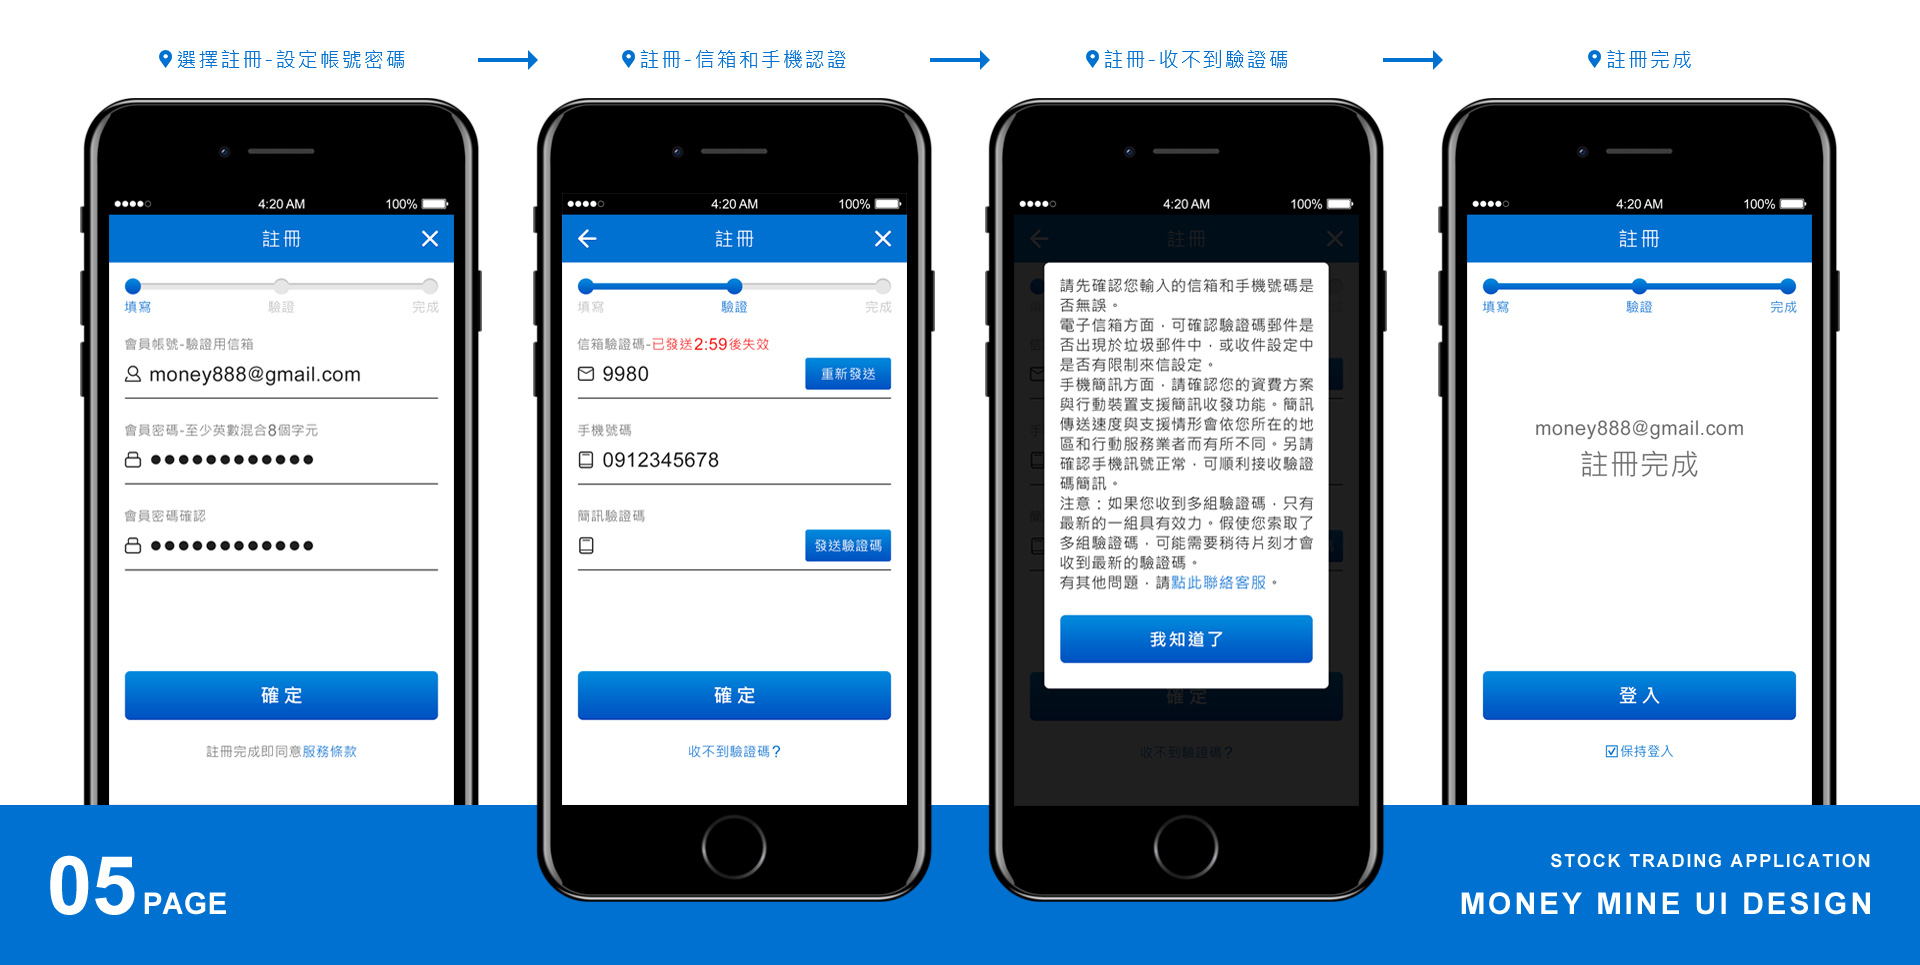 選擇註冊-設定帳號密碼
註冊-信箱和手機認證
註冊-收不到驗證碼
註冊完成
4:20 AM
100%
註冊
填寫
驗證
完成
會員帳號-驗證用信箱
money888@gmail.com
會員密碼-至少英數混合8個字元
●●●●●●●●●●●●
會員密碼確認
●●●●●●●●●●●●
確定
註冊完成即同意服務條款
4:20 AM
100%
註冊
填寫
驗證
完成
信箱驗證碼-已發送2:59後失效
9980
重新發送
手機號碼
0912345678
簡訊驗證碼
發送驗證碼
確定
收不到驗證碼?
4:20 AM
100%
註冊
請先確認您輸入的信箱和手機號碼是
否無誤。
電子信箱方面，可確認驗證碼郵件是
否出現於垃圾郵件中，或收件設定中
是否有限制來信設定。
手機簡訊方面，請確認您的資費方案
與行動裝置支援簡訊收發功能。簡訊
傳送速度與支援情形會依您所在的地
區和行動服務業者而有所不同。另請
確認手機訊號正常，可順利接收驗證
碼簡訊。
注意：如果您收到多組驗證碼，只有
最新的一組具有效力。假使您索取了
多組驗證碼，可能需要稍待片刻才會
收到最新的驗證碼。
有其他問題，請點此聯絡客服。
我知道了
確定
收不到驗證碼?
4:20 AM
100%
註冊
填寫
驗證
完成
money888@gmail.com
註冊完成
登入
保持登入
05 PAGE
STOCK TRADING APPLICATION
MONEY MINE UI DESIGN